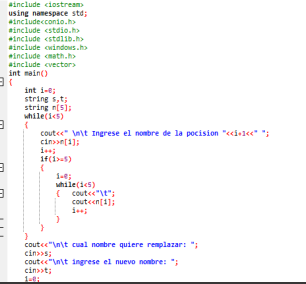 #include <iostream>
using namespace std;
#include<conio.h>
#include <stdio.h>
#include <stdlib.h>
#include <windows.h>
#include <math.h>
#include <vector>
int main()
{
int i=0;
string s,t;
string n[5];
while(i<5)
{
cout<<" \n\t Ingrese el nombre de la pocision "<<i+1<<" ";
cin>>n[i];
i++;
if(i>=5)
{
i=0;
while(i<5)
{ cout<<"\t";
cout<<n[i];
i++;
}
}
}
cout<<"\n\t cual nombre quiere remplazar: ";
cin>>s;
cout<<"\n\t ingrese el nuevo nombre: ";
cin>>t;
i=0;